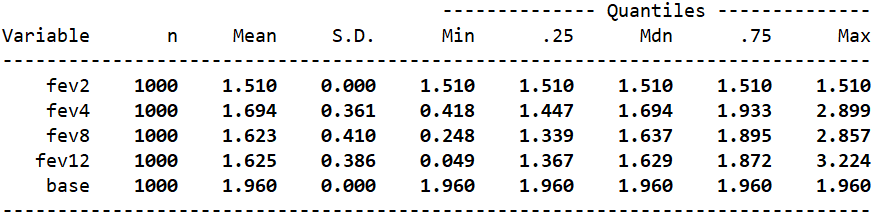 -------------- Quantiles --------------
Variable n Mean S.D. Min .25 Mdn .75 Max
-------------------------------------------------------------------------------
fev2 1000 1.510 0.000 1.510 1.510 1.510 1.510 1.510
fev4 1000 1.694 0.361 0.418 1.447 1.694 1.933 2.899
fev8 1000 1.623 0.410 0.248 1.339 1.637 1.895 2.857
fev12 1000 1.625 0.386 0.049 1.367 1.629 1.872 3.224
base 1000 1.960 0.000 1.960 1.960 1.960 1.960 1.960
-------------------------------------------------------------------------------